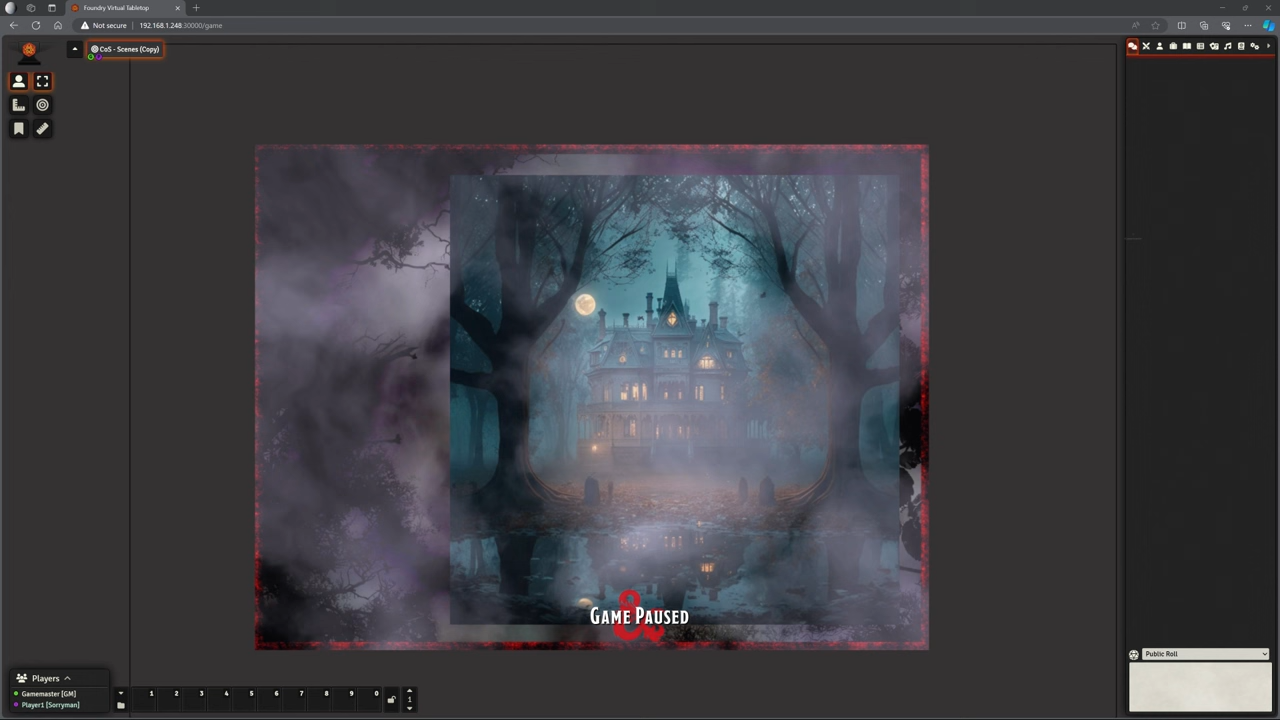 Foundry Virtual Tabletop
Not secure
192.168.1.248:30000/game
CoS - Scenes (Copy)
G
P
Game Paused
&
Public Roll
Players
Gamemaster [GM]
Player1 [Sorryman]
1 2 3 4 5 6 7 8 9 0
1